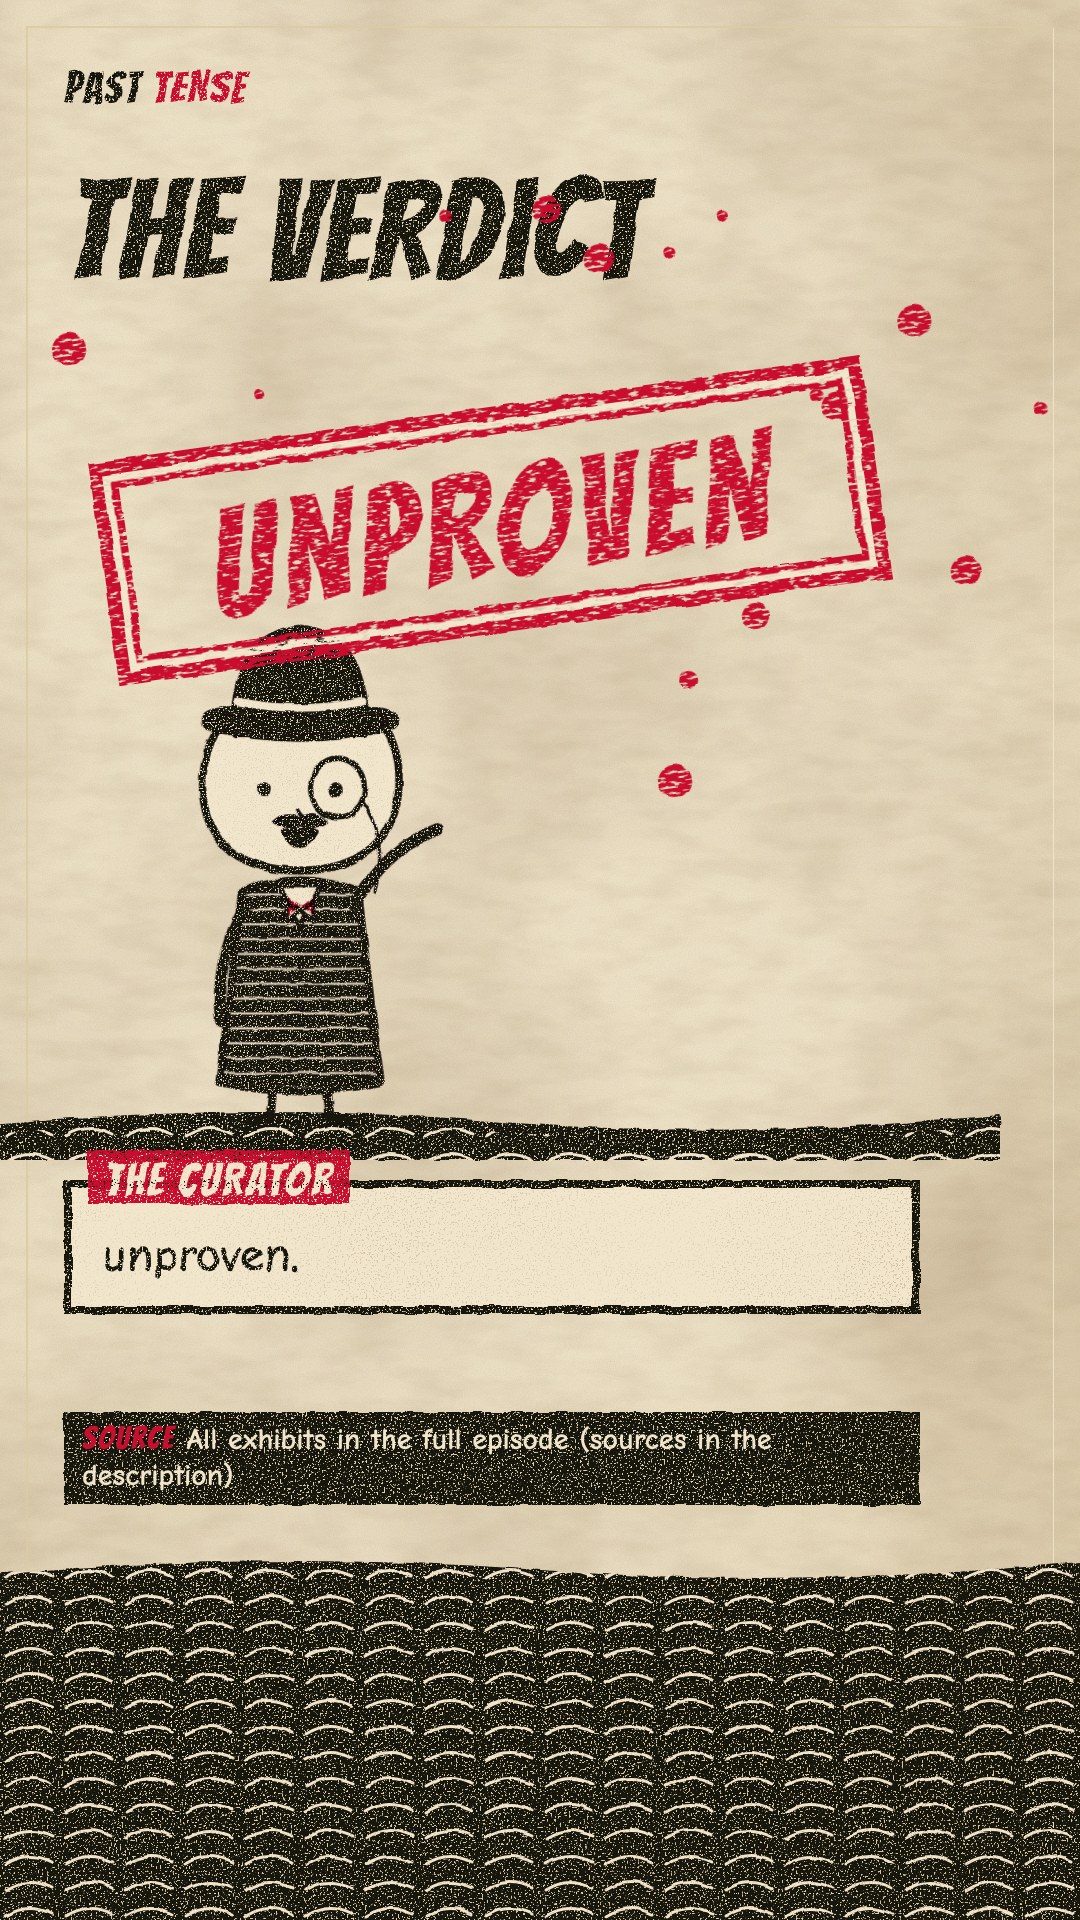 PAST TENSE
THE VERDICT
UNPROVEN
THE CURATOR
unproven.
SOURCE All exhibits in the full episode (sources in the
description)